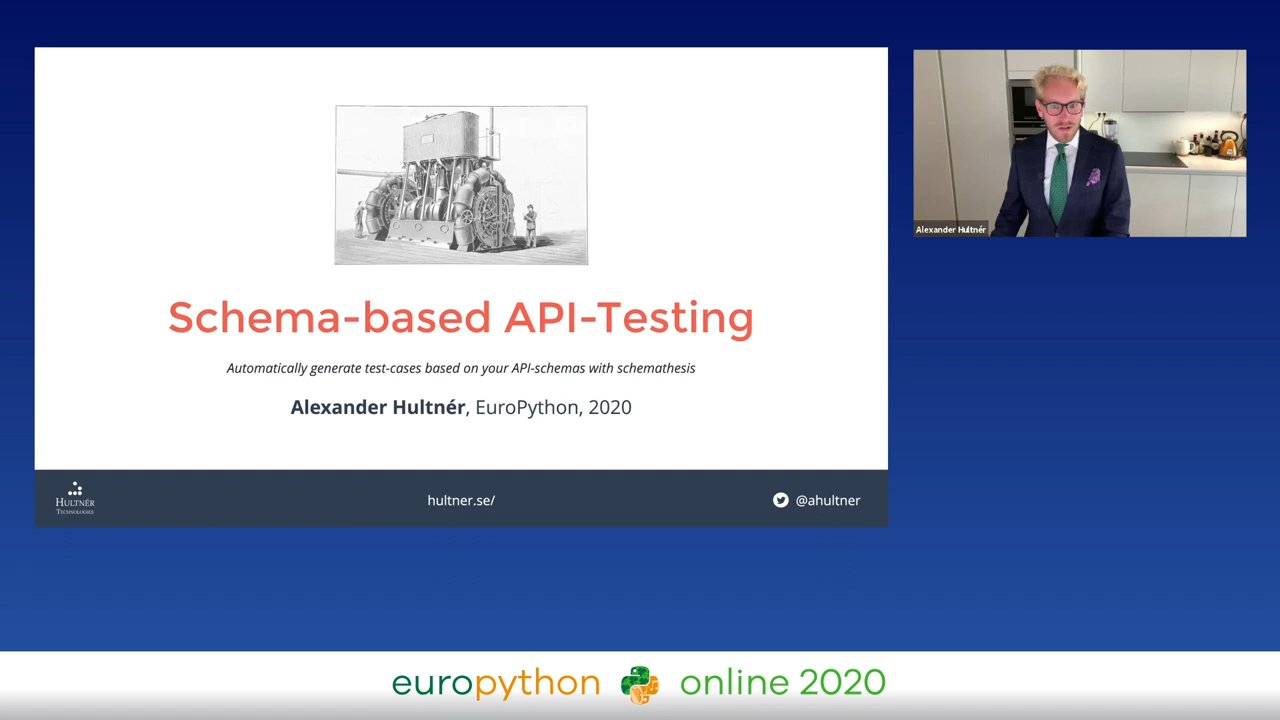 Schema-based API-Testing
Automatically generate test-cases based on your API-schemas with schemathesis
Alexander Hultnér, EuroPython, 2020
HULTNÉR
TECHNOLOGIES
hultner.se/
@ahultner
Alexander Hultnér
europython online 2020